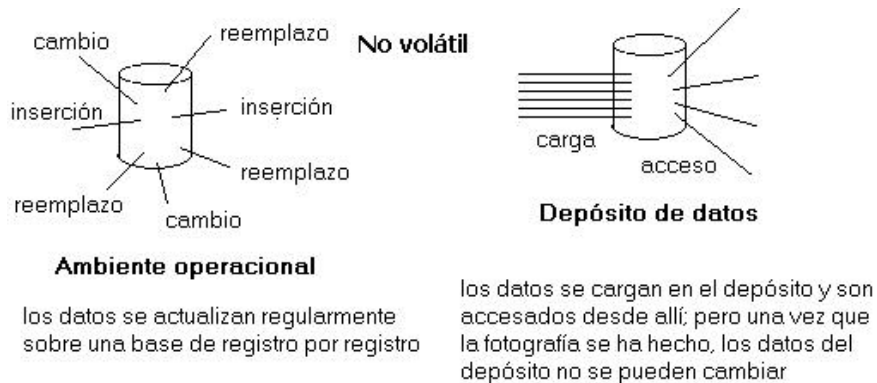 cambio
reemplazo
No volátil
inserción
inserción
carga
acceso
reemplazo
reemplazo
cambio
Depósito de datos
Ambiente operacional
los datos se actualizan regularmente
sobre una base de registro por registro
los datos se cargan en el depósito y son
accesados desde allí; pero una vez que
la fotografía se ha hecho, los datos del
depósito no se pueden cambiar